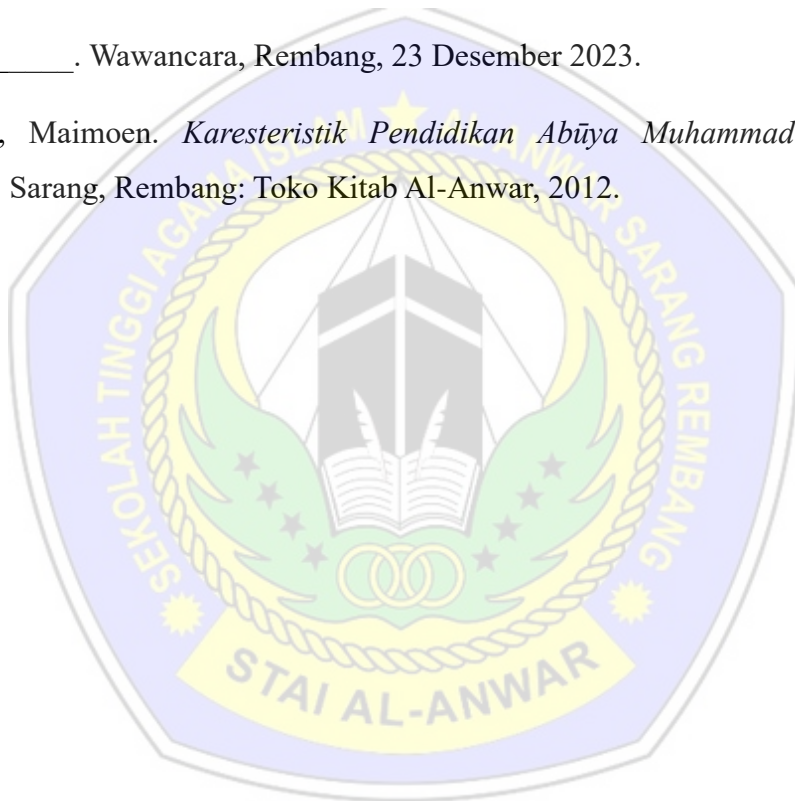 _____. Wawancara, Rembang, 23 Desember 2023.
, Maimoen. Karesteristik Pendidikan Abūya Muhammad
Sarang, Rembang: Toko Kitab Al-Anwar, 2012.
SEKOLAH TINGGI AGAMA ISLAM AL-ANWAR SARANG REMBANG
STAI AL-ANWAR